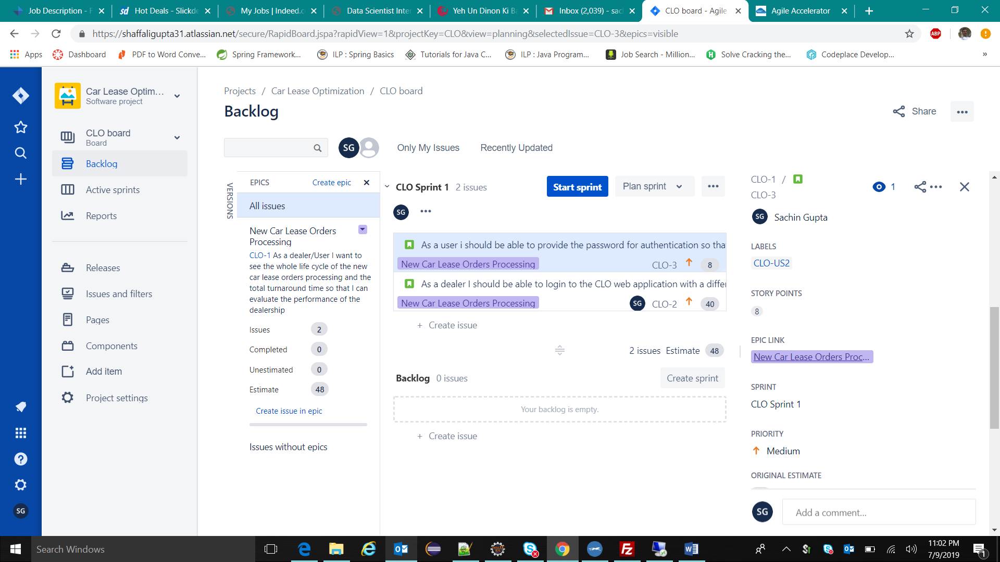 Job Description - F
Hot Deals - Slickde
My Jobs | Indeed.c
Data Scientist Inter
Yeh Un Dinon Ki Ba
Inbox (2,039) - sac
CLO board - Agile
Agile Accelerator
https://shaffaligupta31.atlassian.net/secure/RapidBoard.jspa?rapidView=1&projectKey=CLO&view=planning&selectedIssue=CLO-3&epics=visible
ABP
Apps
Dashboard
PDF to Word Conve...
Spring Framework...
ILP : Spring Basics
Tutorials for Java C...
ILP : Java Program...
Job Search - Million...
Solve Cracking the...
Codeplace Develop...
»
Car Lease Optim...
Software project
CLO board
Board
Backlog
Active sprints
Reports
Releases
Issues and filters
Pages
Components
Add item
Project settings
SG
Projects / Car Lease Optimization / CLO board
Backlog
Share
SG
Only My Issues
Recently Updated
VERSIONS
EPICS
Create epic
All issues
New Car Lease Orders
Processing
CLO-1 As a dealer/User I want to
see the whole life cycle of the new
car lease orders processing and the
total turnaround time so that I can
evaluate the performance of the
dealership
Issues 2
Completed 0
Unestimated 0
Estimate 48
Create issue in epic
Issues without epics
CLO Sprint 1 2 issues
Start sprint
Plan sprint
SG
As a user i should be able to provide the password for authentication so tha
New Car Lease Orders Processing CLO-3 8
As a dealer I should be able to login to the CLO web application with a differ
New Car Lease Orders Processing SG CLO-2 40
+ Create issue
2 issues Estimate 48
Backlog 0 issues
Create sprint
Your backlog is empty.
+ Create issue
CLO-1 /
CLO-3
1
SG Sachin Gupta
LABELS
CLO-US2
STORY POINTS
8
EPIC LINK
New Car Lease Orders Proc...
SPRINT
CLO Sprint 1
PRIORITY
Medium
ORIGINAL ESTIMATE
SG
Add a comment...
Search Windows
11:02 PM
7/9/2019
1